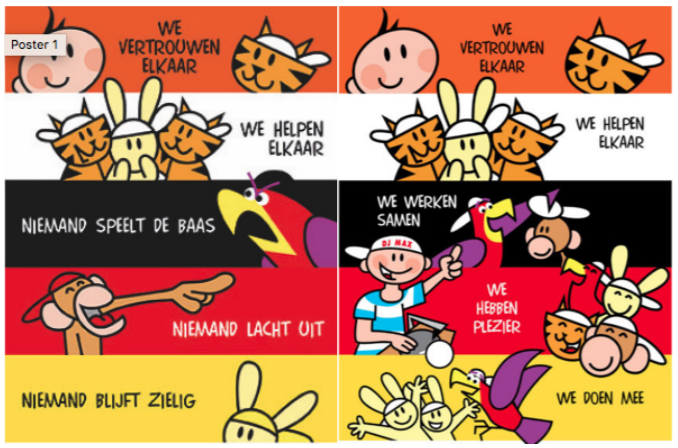 Poster 1
WE
VERTROUWEN
ELKAAR
WE HELPEN
ELKAAR
NIEMAND SPEELT DE BAAS
NIEMAND LACHT UIT
NIEMAND BLIJFT ZIELIG
WE
VERTROUWEN
ELKAAR
WE HELPEN
ELKAAR
WE WERKEN
SAMEN
DJ MAX
WE
HEBBEN
PLEZIER
WE DOEN MEE